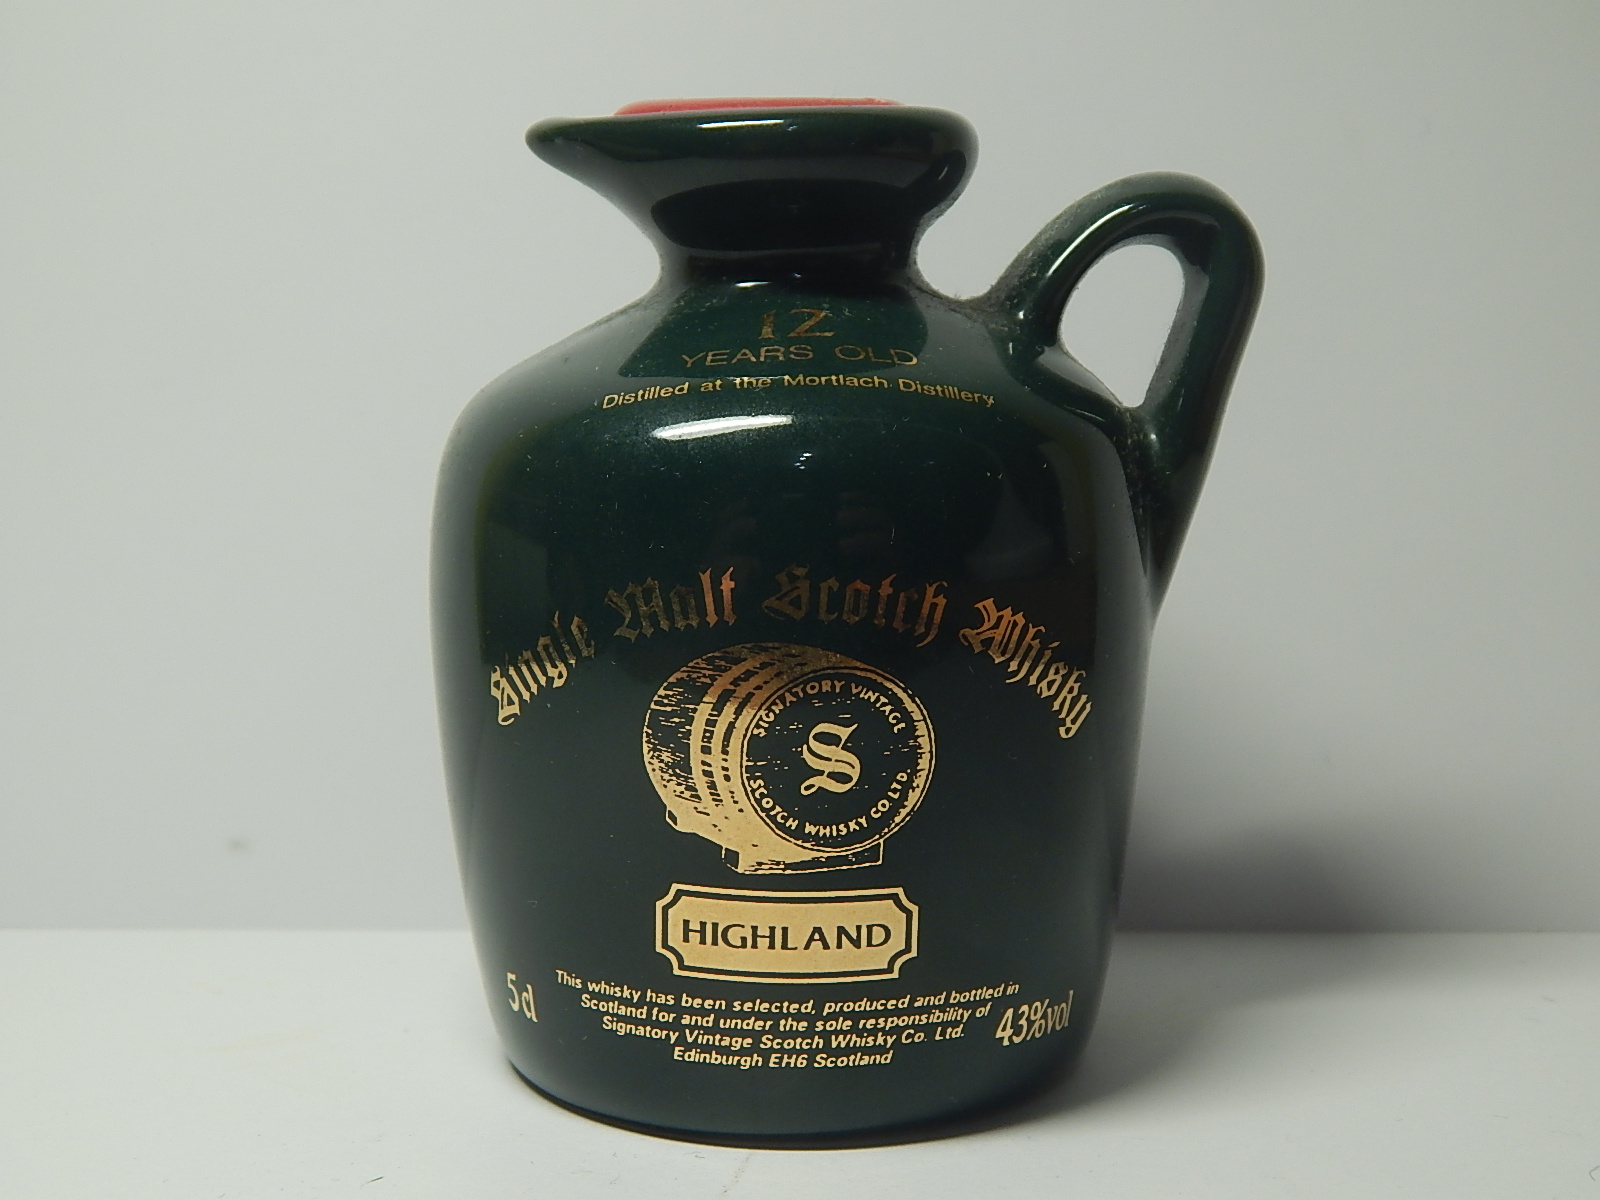 12
YEARS OLD
Distilled at the Mortlach Distillery
Single Malt Scotch Whisky
SIGNATORY VINTAGE
S
SCOTCH WHISKY CO. LTD.
HIGHLAND
5 cl
This whisky has been selected, produced and bottled in
Scotland for and under the sole responsibility of
Signatory Vintage Scotch Whisky Co. Ltd.
Edinburgh EH6 Scotland
43%vol